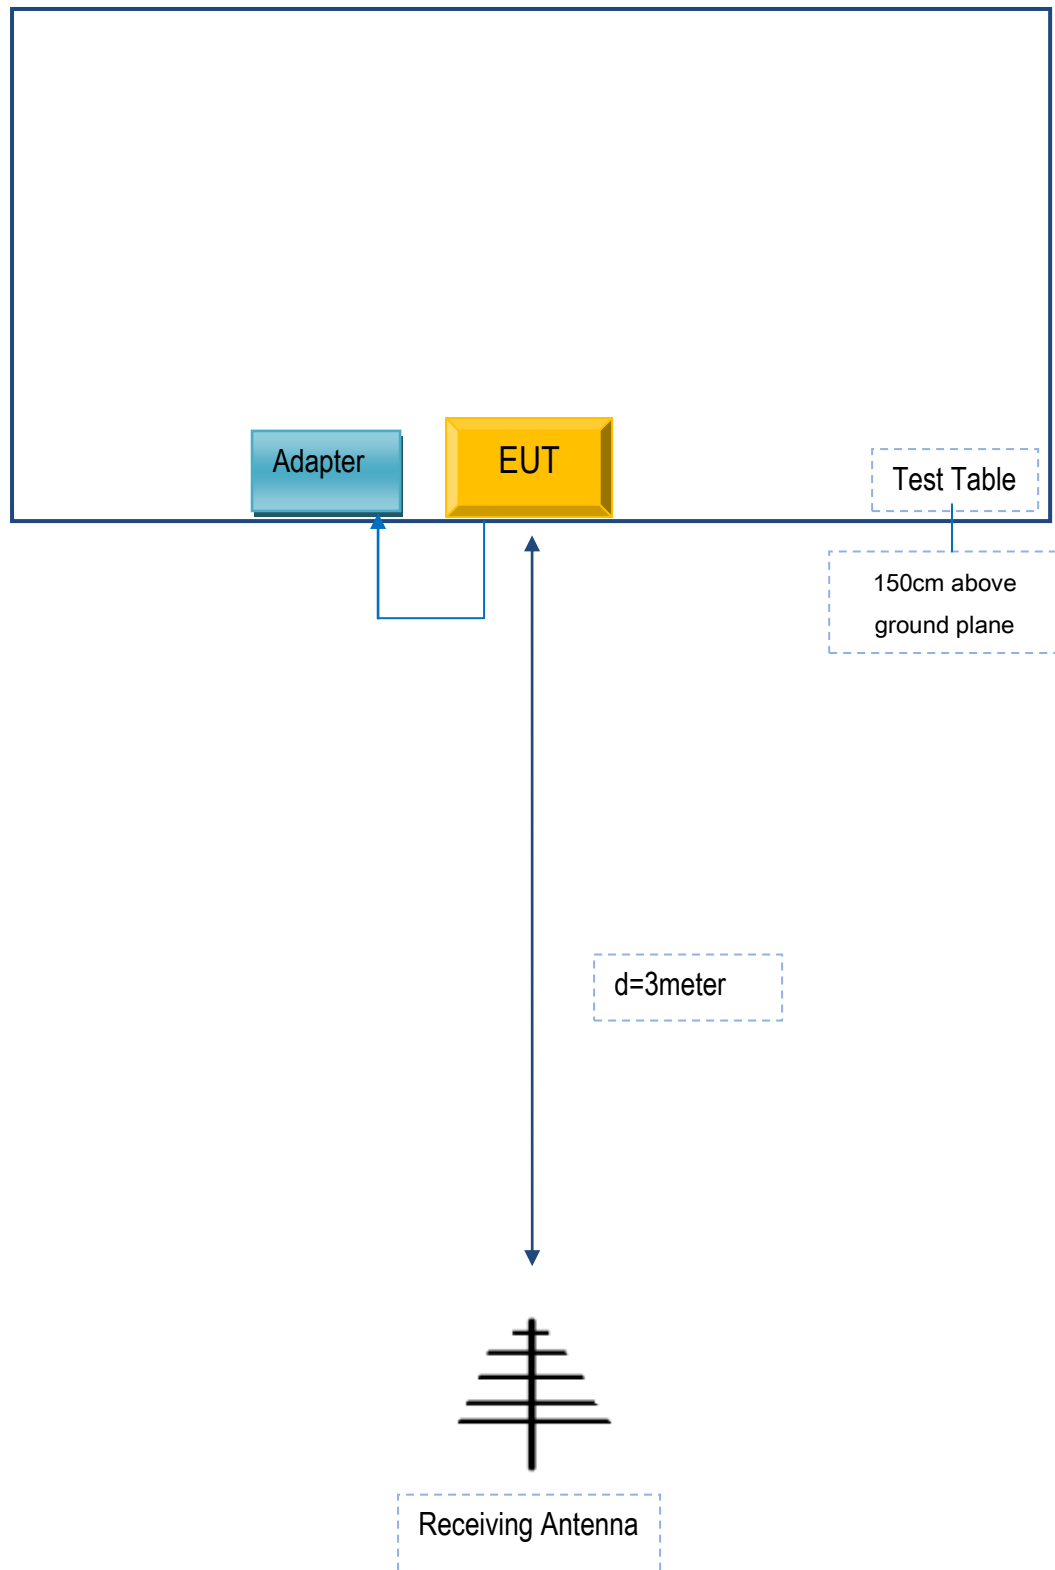 Adapter
EUT
Test Table
150cm above
ground plane
d=3meter
Receiving Antenna